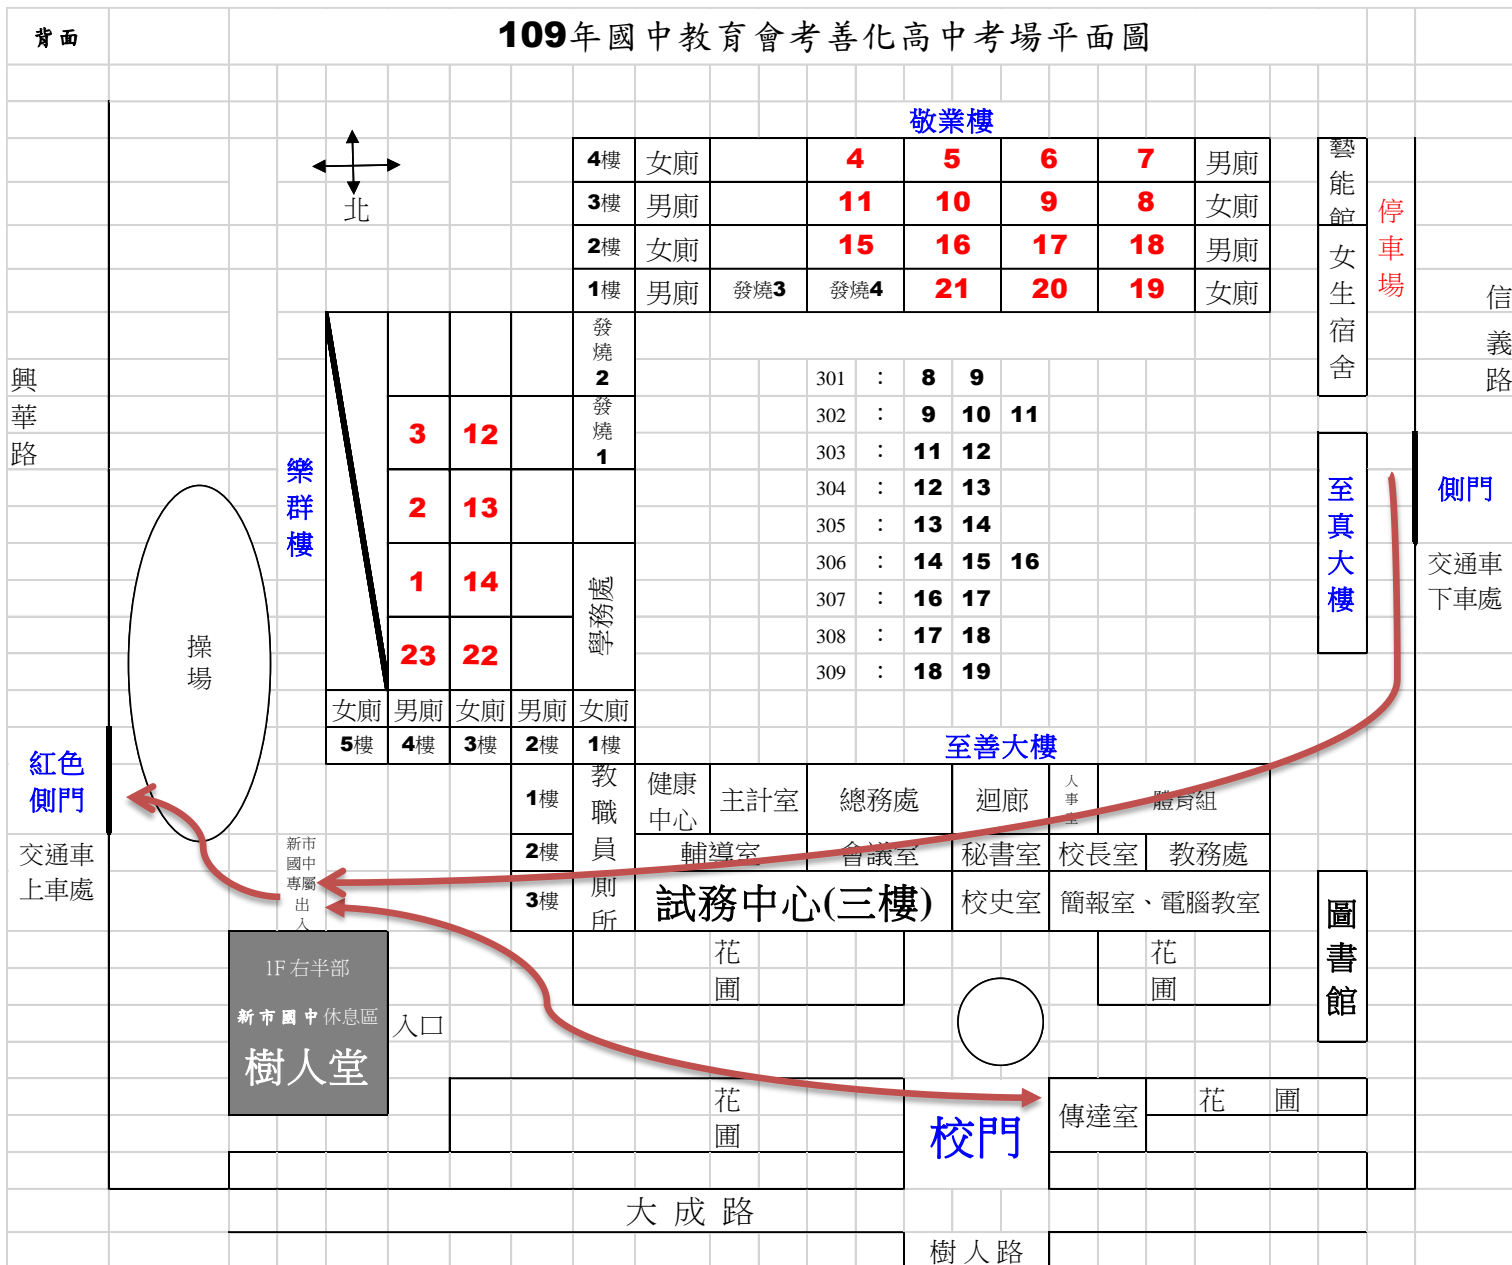 背面
109年國中教育會考善化高中考場平面圖
敬業樓
北
4樓 女廁 4 5 6 7 男廁
3樓 男廁 11 10 9 8 女廁
2樓 女廁 15 16 17 18 男廁
1樓 男廁 發燒3 發燒4 21 20 19 女廁
藝能館
女生宿舍
停車場
信義路
興華路
發燒2
發燒1
樂群樓
3 12
2 13
1 14
23 22
學務處
女廁 男廁 女廁 男廁 女廁
5樓 4樓 3樓 2樓 1樓
操場
301 : 8 9
302 : 9 10 11
303 : 11 12
304 : 12 13
305 : 13 14
306 : 14 15 16
307 : 16 17
308 : 17 18
309 : 18 19
至真大樓
側門
交通車
下車處
至善大樓
紅色
側門
交通車
上車處
教職員廁所
1樓 健康中心 主計室 總務處 迴廊 人事室 體育組
2樓 輔導室 會議室 秘書室 校長室 教務處
3樓 試務中心(三樓) 校史室 簡報室、電腦教室
新市
國中
專屬
出
入
1F 右半部
新市國中休息區
樹人堂
入口
花圃
花圃
圖書館
花圃
校門
傳達室
花 圃
大成路
樹人路